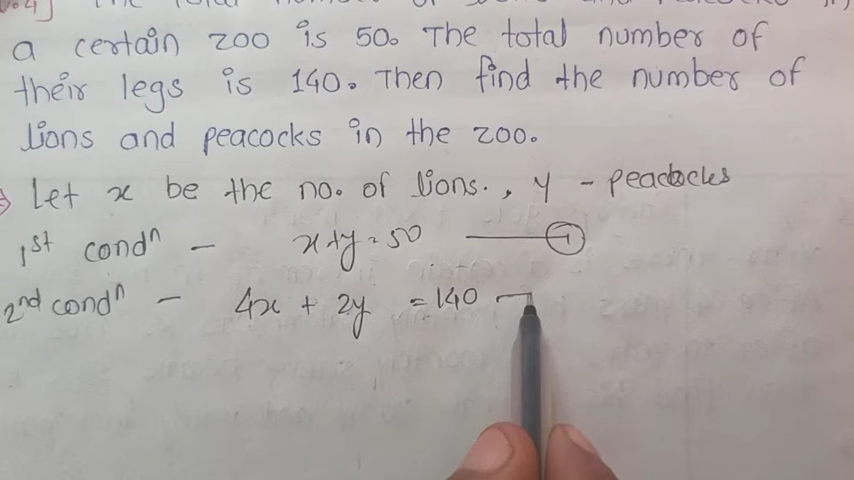 a certain zoo is 50. The total number of
their legs is 140. Then find the number of
lions and peacocks in the zoo.
Let x be the no. of lions. , y - peacocks
1st condⁿ - x+y=50 ——— 1
2nd condⁿ - 4x + 2y = 140 —